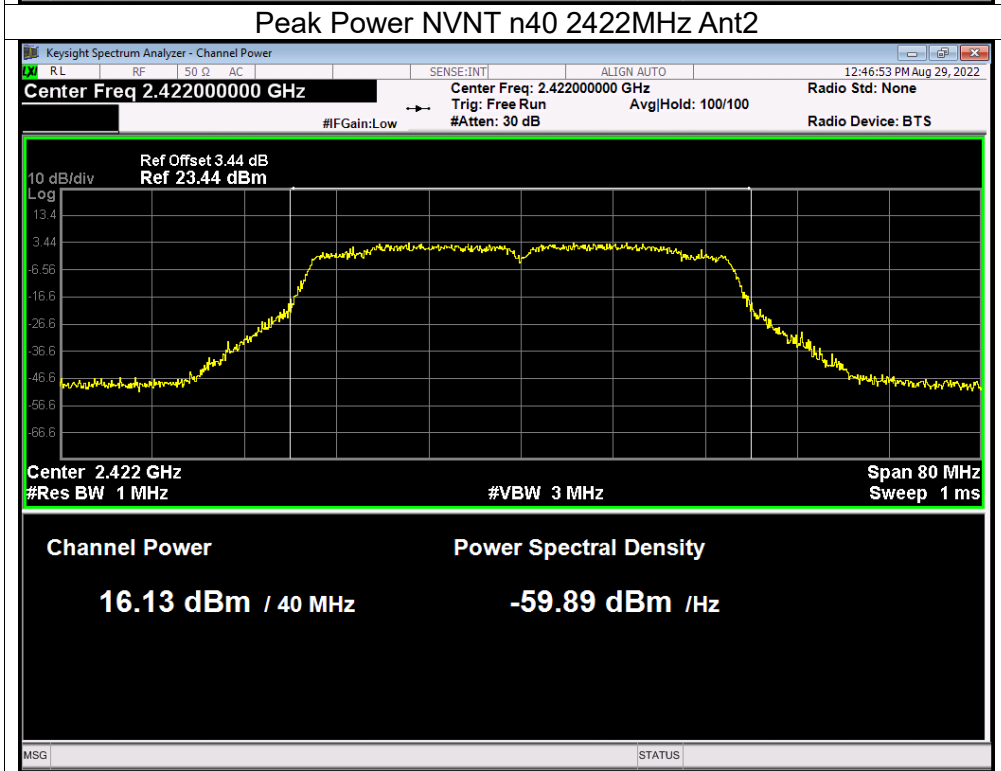 Peak Power NVNT n40 2422MHz Ant2
Keysight Spectrum Analyzer - Channel Power
LXI RL RF 50 Ω AC SENSE:INT ALIGN AUTO 12:46:53 PM Aug 29, 2022
Center Freq 2.422000000 GHz Center Freq: 2.422000000 GHz Radio Std: None
Trig: Free Run Avg|Hold: 100/100
#IFGain:Low #Atten: 30 dB Radio Device: BTS
Ref Offset 3.44 dB
10 dB/div Ref 23.44 dBm
Log
13.4
3.44
-6.56
-16.6
-26.6
-36.6
-46.6
-56.6
-66.6
Center 2.422 GHz Span 80 MHz
#Res BW 1 MHz #VBW 3 MHz Sweep 1 ms
Channel Power Power Spectral Density
16.13 dBm / 40 MHz -59.89 dBm /Hz
MSG STATUS